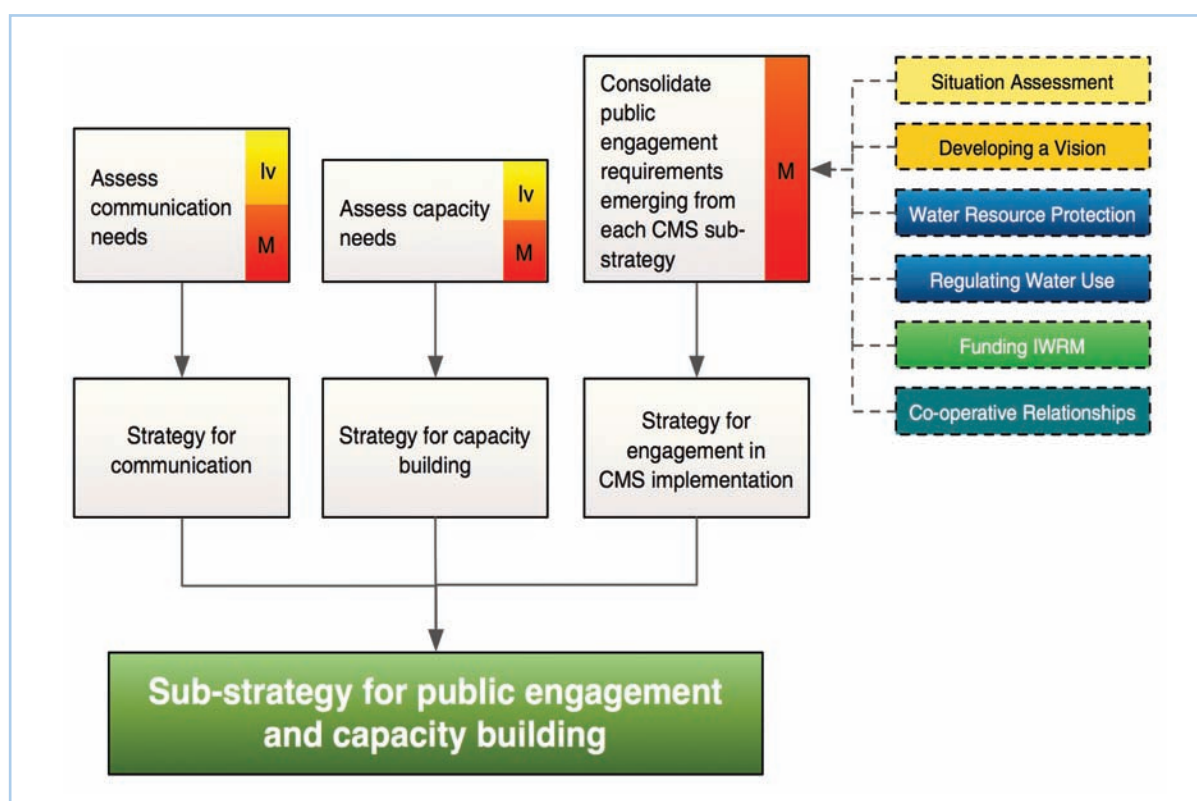 Assess
communication
needs
Iv
M
Assess capacity
needs
Iv
M
Consolidate
public
engagement
requirements
emerging from
each CMS sub-
strategy
M
Situation Assessment
Developing a Vision
Water Resource Protection
Regulating Water Use
Funding IWRM
Co-operative Relationships
Strategy for
communication
Strategy for capacity
building
Strategy for
engagement in
CMS implementation
Sub-strategy for public engagement
and capacity building